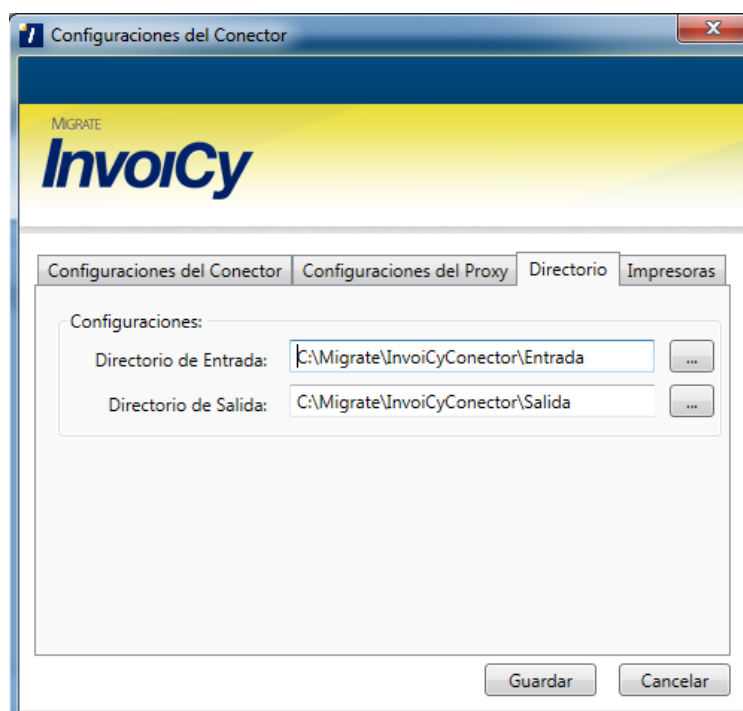 Configuraciones del Conector
MIGRATE
InvoiCy
Configuraciones del Conector Configuraciones del Proxy Directorio Impresoras
Configuraciones:
Directorio de Entrada: C:\Migrate\InvoiCyConector\Entrada ...
Directorio de Salida: C:\Migrate\InvoiCyConector\Salida ...
Guardar Cancelar